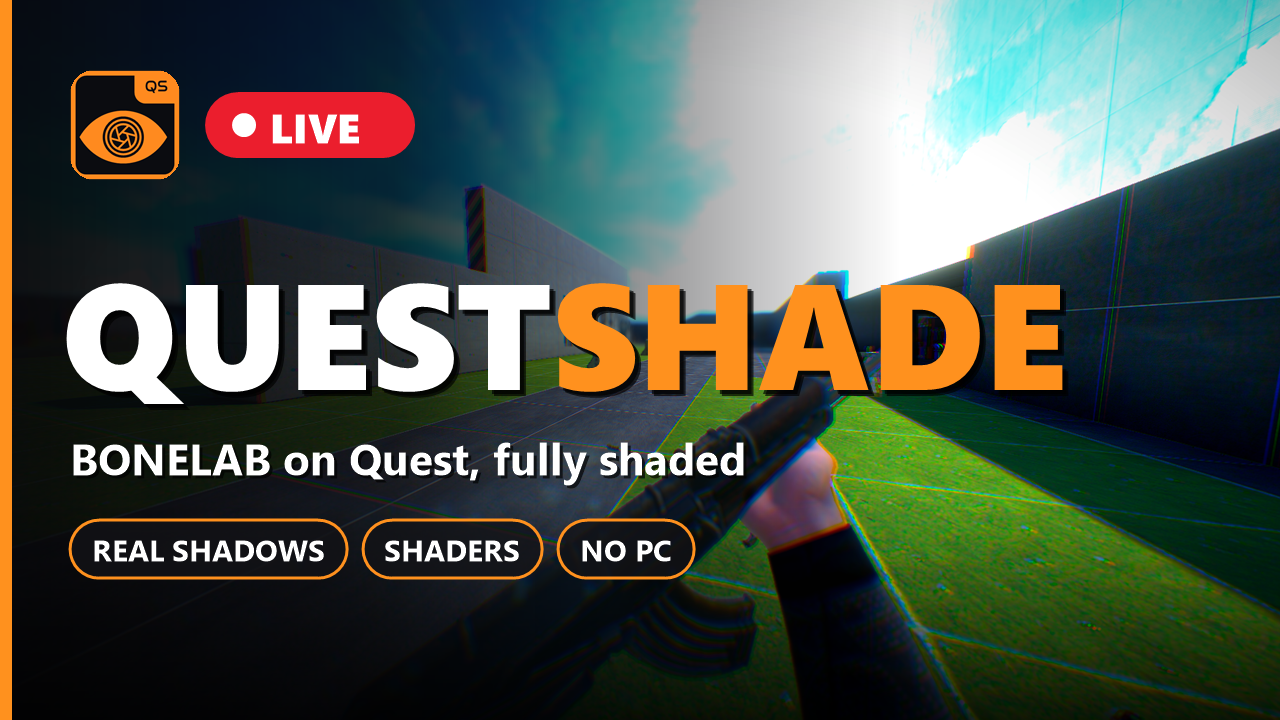 QS
LIVE
QUESTSHADE
BONELAB on Quest, fully shaded
REAL SHADOWS
SHADERS
NO PC